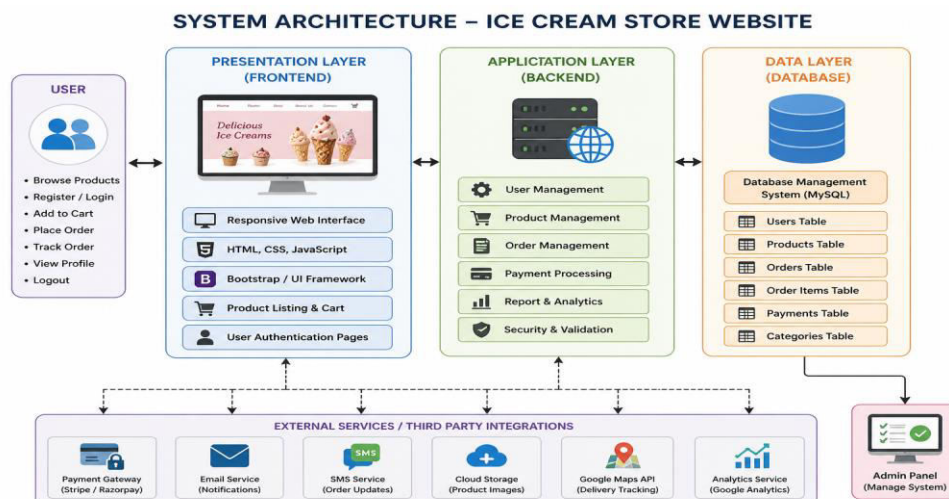 SYSTEM ARCHITECTURE – ICE CREAM STORE WEBSITE
USER
• Browse Products
• Register / Login
• Add to Cart
• Place Order
• Track Order
• View Profile
• Logout
PRESENTATION LAYER
(FRONTEND)
Home
About Us
Delicious
Ice Creams
Responsive Web Interface
HTML, CSS, JavaScript
Bootstrap / UI Framework
Product Listing & Cart
User Authentication Pages
5
B
APPLICTATION LAYER
(BACKEND)
User Management
Product Management
Order Management
Payment Processing
Report & Analytics
Security & Validation
DATA LAYER
(DATABASE)
Database Management
System (MySQL)
Users Table
Products Table
Orders Table
Order Items Table
Payments Table
Categories Table
EXTERNAL SERVICES / THIRD PARTY INTEGRATIONS
Payment Gateway
(Stripe / Razorpay)
Email Service
(Notifications)
SMS
SMS Service
(Order Updates)
Cloud Storage
(Product Images)
Google Maps API
(Delivery Tracking)
Analytics Service
(Google Analytics)
Admin Panel
(Manage System)